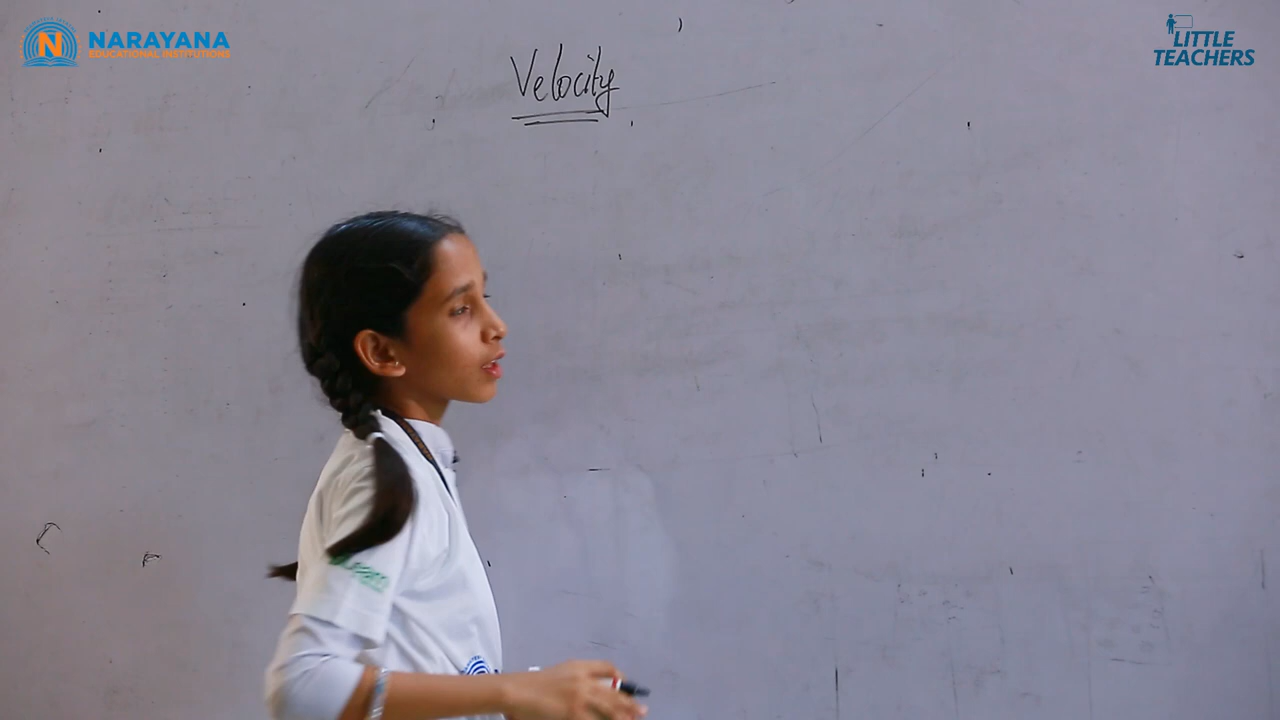 NARAYANA
EDUCATIONAL INSTITUTIONS
LITTLE
TEACHERS
Velocity